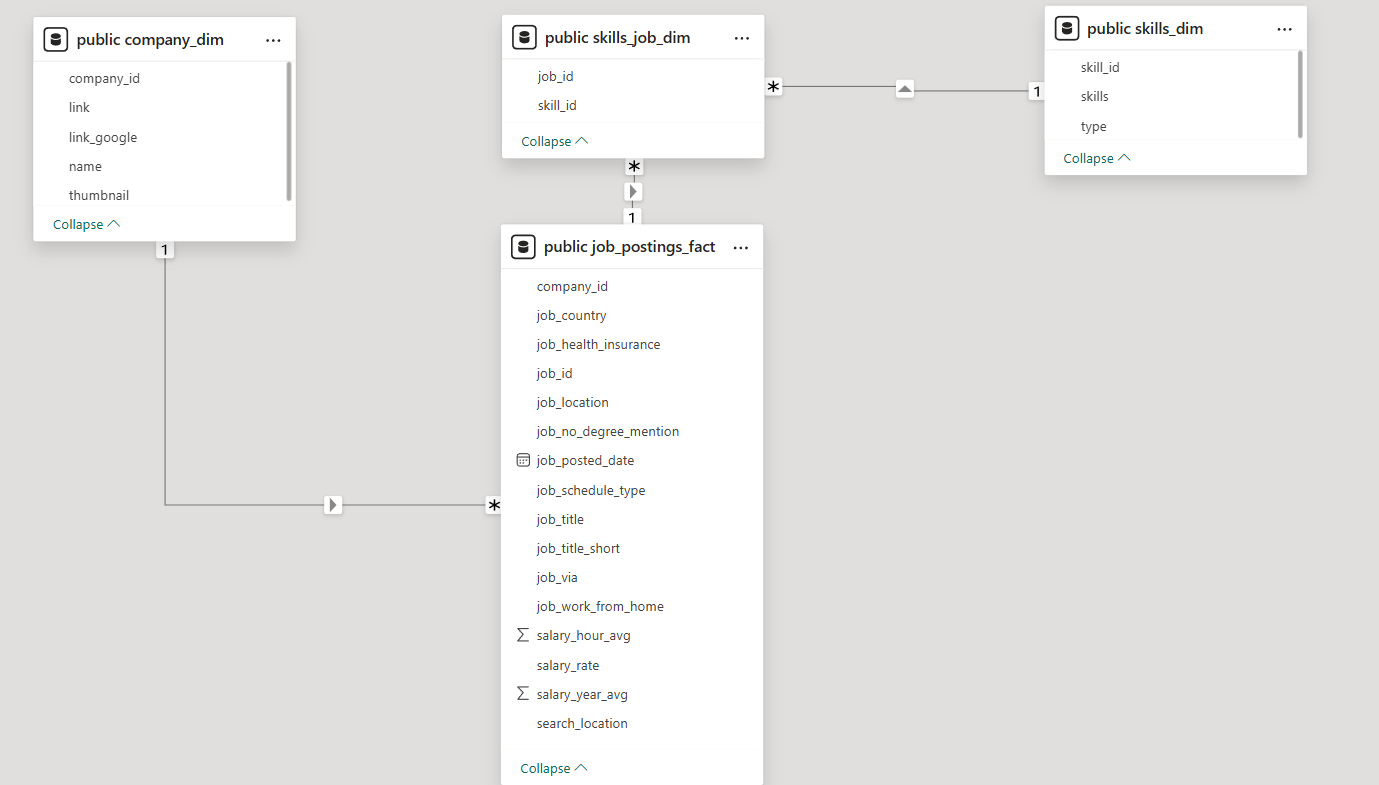 public company_dim
company_id
link
link_google
name
thumbnail
Collapse
1
public skills_job_dim
job_id
skill_id
Collapse
*
1
public skills_dim
skill_id
skills
type
Collapse
*
1
public job_postings_fact
company_id
job_country
job_health_insurance
job_id
job_location
job_no_degree_mention
job_posted_date
job_schedule_type
job_title
job_title_short
job_via
job_work_from_home
salary_hour_avg
salary_rate
salary_year_avg
search_location
Collapse
*